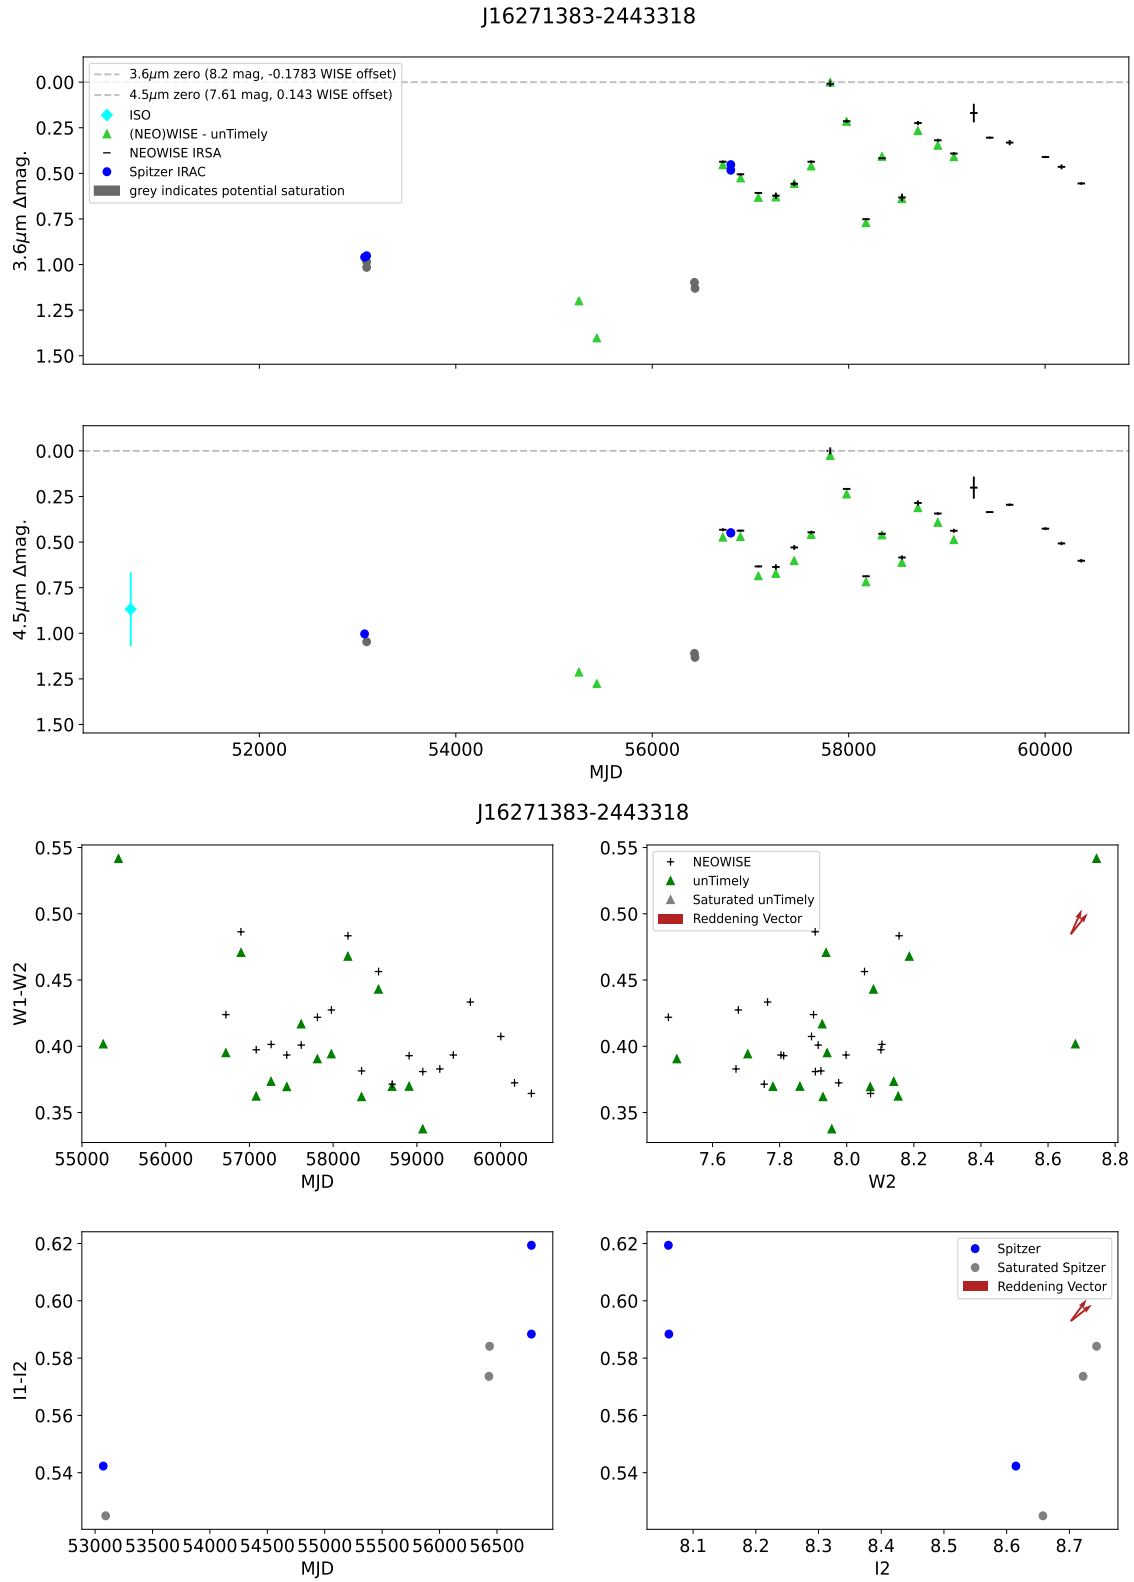 J16271383-2443318
3.6μm Δmag.
0.00
0.25
0.50
0.75
1.00
1.25
1.50
3.6μm zero (8.2 mag, -0.1783 WISE offset)
4.5μm zero (7.61 mag, 0.143 WISE offset)
ISO
(NEO)WISE - unTimely
NEOWISE IRSA
Spitzer IRAC
grey indicates potential saturation
4.5μm Δmag.
0.00
0.25
0.50
0.75
1.00
1.25
1.50
52000 54000 56000 58000 60000
MJD
J16271383-2443318
W1-W2
0.55
0.50
0.45
0.40
0.35
55000 56000 57000 58000 59000 60000
MJD
0.55
0.50
0.45
0.40
0.35
NEOWISE
unTimely
Saturated unTimely
Reddening Vector
7.6 7.8 8.0 8.2 8.4 8.6 8.8
W2
I1-I2
0.62
0.60
0.58
0.56
0.54
53000 53500 54000 54500 55000 55500 56000 56500
MJD
0.62
0.60
0.58
0.56
0.54
Spitzer
Saturated Spitzer
Reddening Vector
8.1 8.2 8.3 8.4 8.5 8.6 8.7
I2